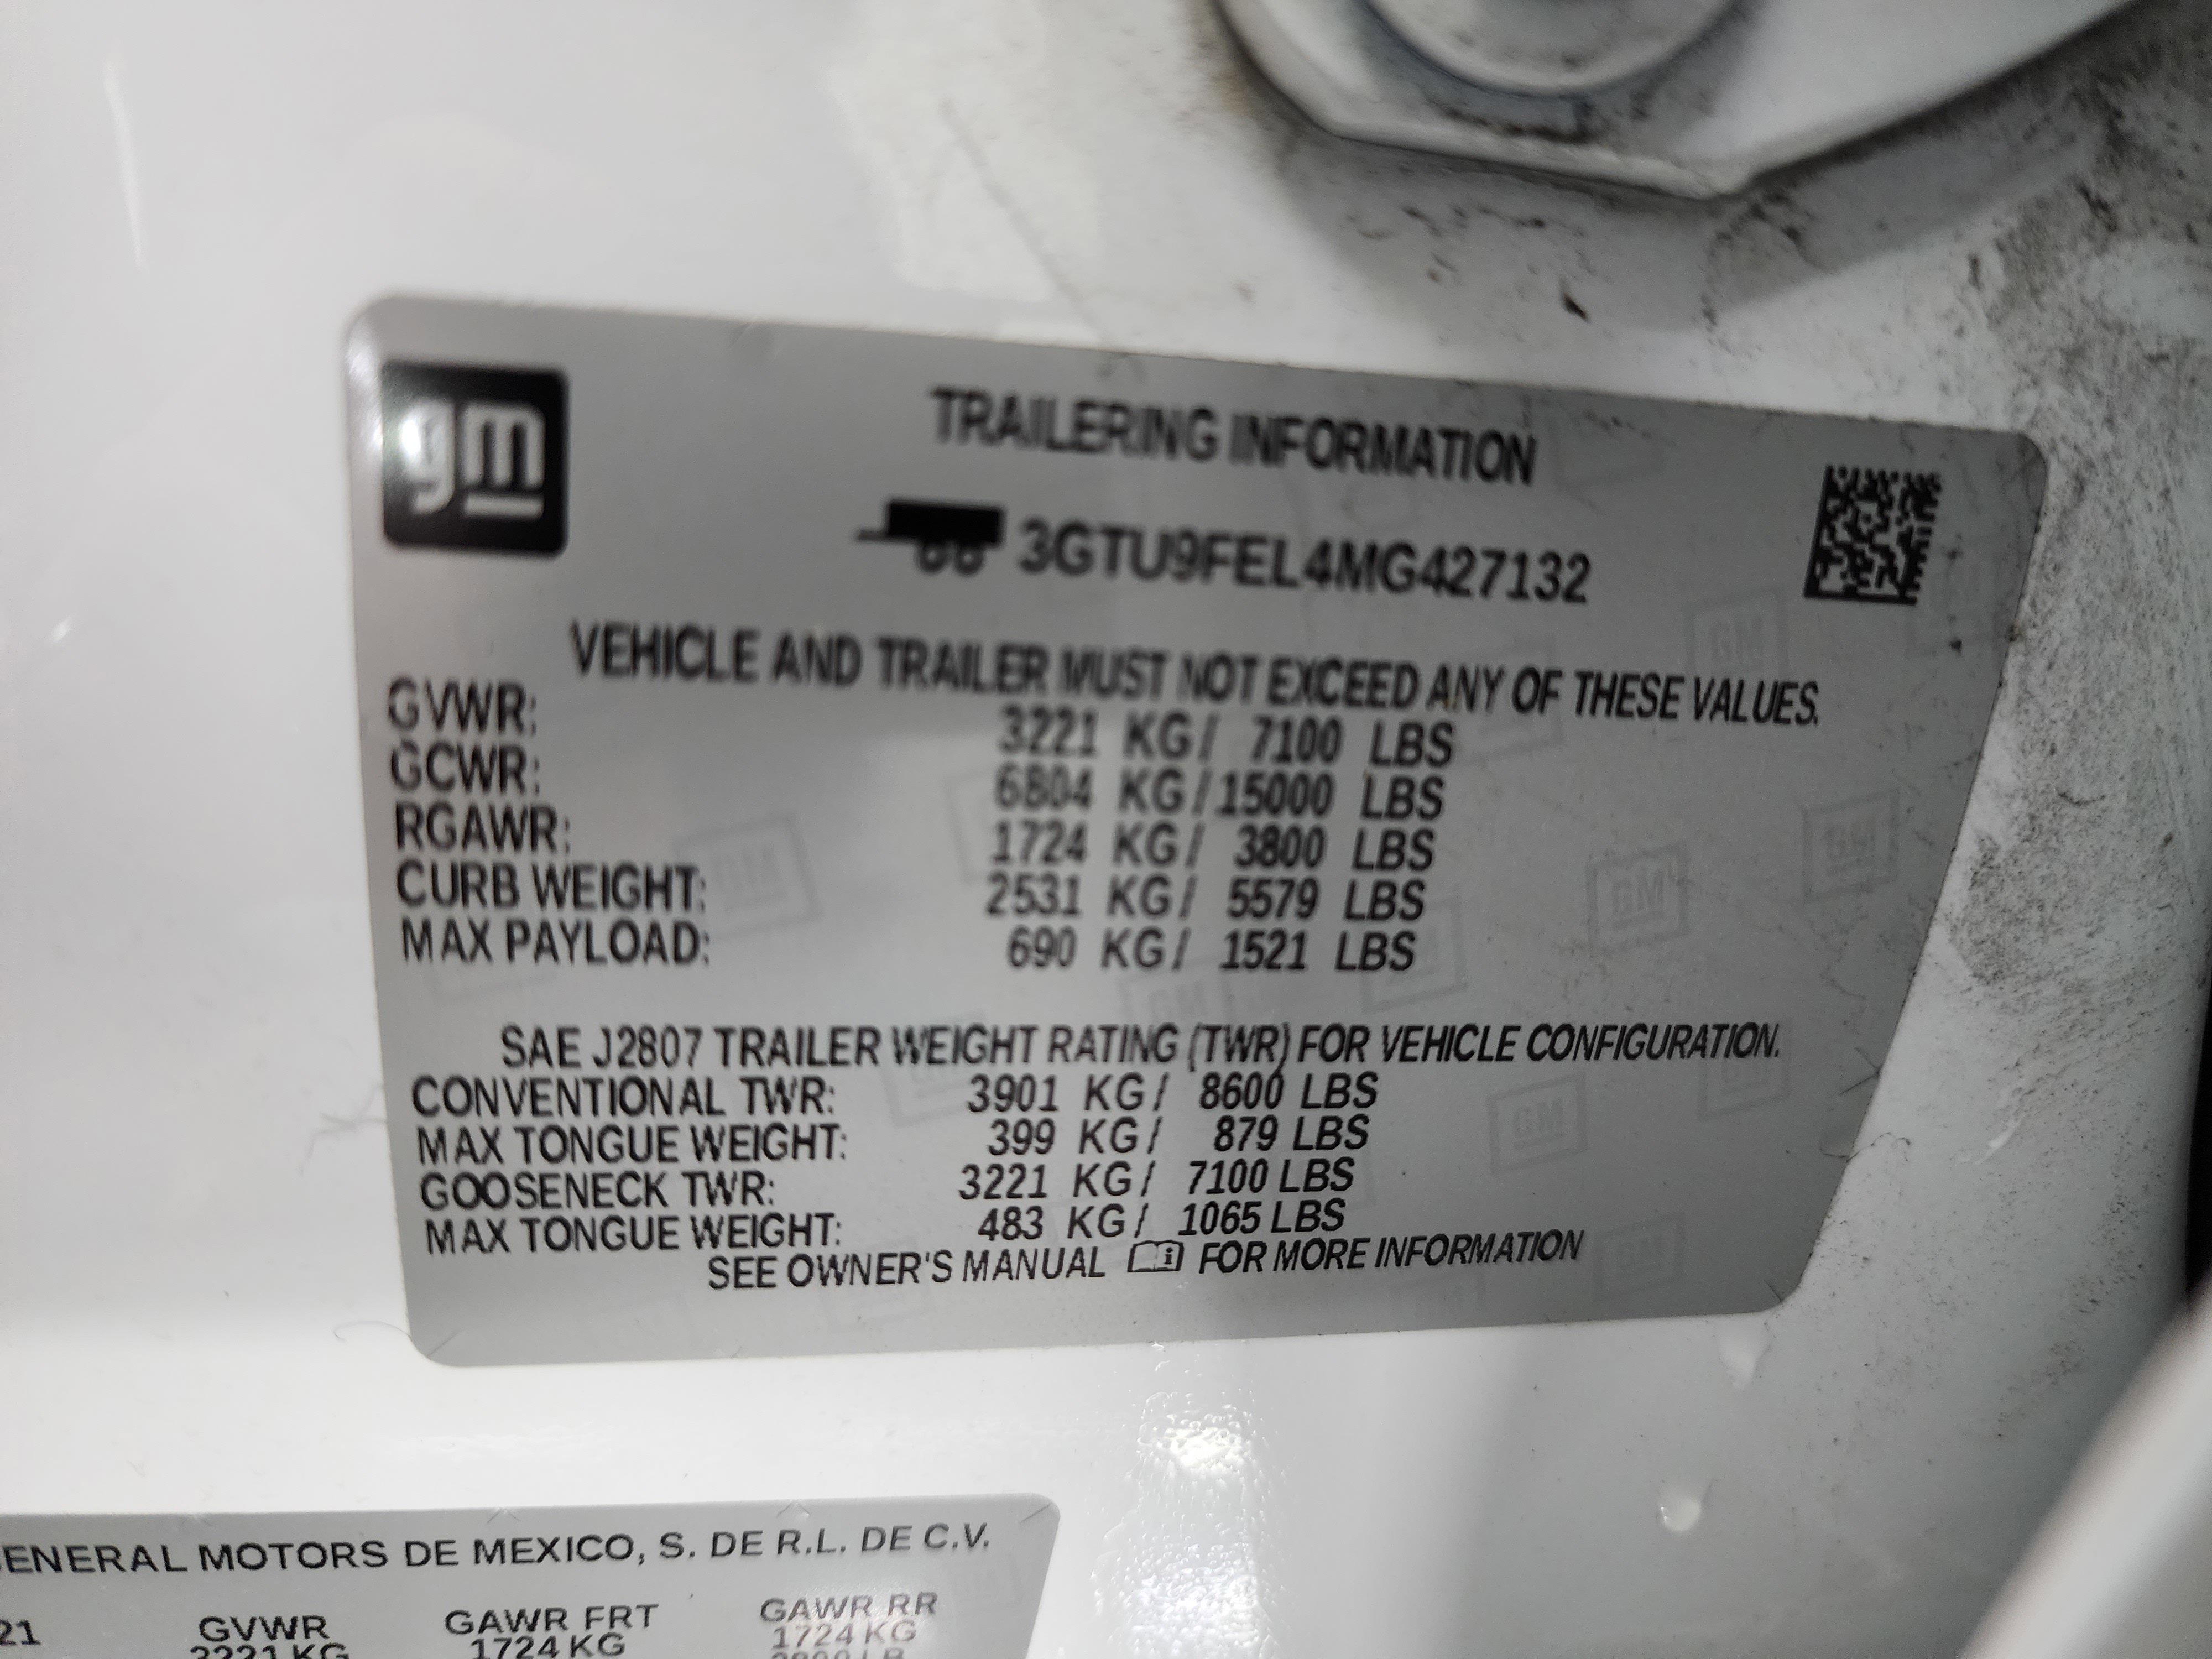 gm
TRAILERING INFORMATION
3GTU9FEL4MG427132
VEHICLE AND TRAILER MUST NOT EXCEED ANY OF THESE VALUES.
GVWR: 3221 KG/ 7100 LBS
GCWR: 6804 KG/15000 LBS
RGAWR: 1724 KG/ 3800 LBS
CURB WEIGHT: 2531 KG/ 5579 LBS
MAX PAYLOAD: 690 KG/ 1521 LBS
SAE J2807 TRAILER WEIGHT RATING (TWR) FOR VEHICLE CONFIGURATION.
CONVENTIONAL TWR: 3901 KG/ 8600 LBS
MAX TONGUE WEIGHT: 399 KG/ 879 LBS
GOOSENECK TWR: 3221 KG/ 7100 LBS
MAX TONGUE WEIGHT: 483 KG/ 1065 LBS
SEE OWNER'S MANUAL FOR MORE INFORMATION
GENERAL MOTORS DE MEXICO, S. DE R.L. DE C.V.
21 GVWR GAWR FRT GAWR RR
3221 KG 1724 KG 1724 KG